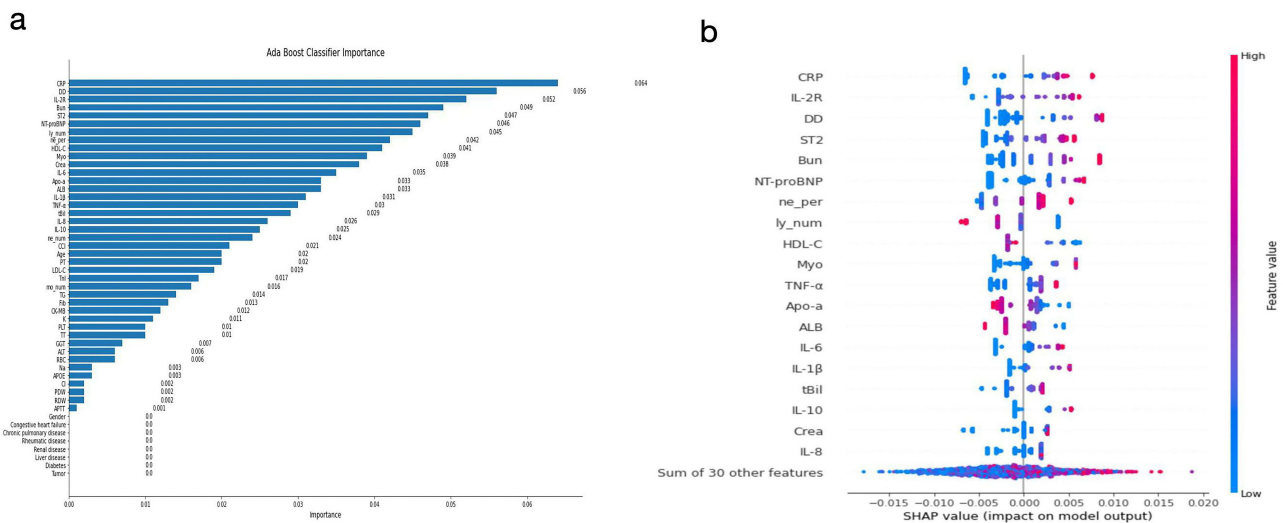 a
Ada Boost Classifier Importance
CRP 0.064
DD 0.056
IL-2R 0.052
Bun 0.049
ST2 0.047
NT-proBNP 0.046
ly_num 0.045
ne_per 0.042
HDL-C 0.041
Myo 0.039
Crea 0.038
IL-6 0.035
Apo-a 0.033
ALB 0.033
IL-1β 0.031
TNF-α 0.03
tBil 0.029
IL-8 0.026
IL-10 0.025
ne_num 0.024
CCI 0.021
Age 0.02
PT 0.02
LDL-C 0.019
TnI 0.017
mo_num 0.016
TG 0.014
Fib 0.013
CK-MB 0.012
K 0.011
PLT 0.01
TT 0.01
GGT 0.007
ALT 0.006
RBC 0.006
Na 0.003
APOE 0.003
Cl 0.002
PDW 0.002
RDW 0.002
APTT 0.001
Gender 0.0
Congestive heart failure 0.0
Chronic pulmonary disease 0.0
Rheumatic disease 0.0
Renal disease 0.0
Liver disease 0.0
Diabetes 0.0
Tumor 0.0
0.00 0.01 0.02 0.03 0.04 0.05 0.06
Importance
b
High
CRP
IL-2R
DD
ST2
Bun
NT-proBNP
ne_per
ly_num
HDL-C
Myo
TNF-α
Apo-a
ALB
IL-6
IL-1β
tBil
IL-10
Crea
IL-8
Sum of 30 other features
Feature value
Low
−0.015 −0.010 −0.005 0.000 0.005 0.010 0.015 0.020
SHAP value (impact on model output)